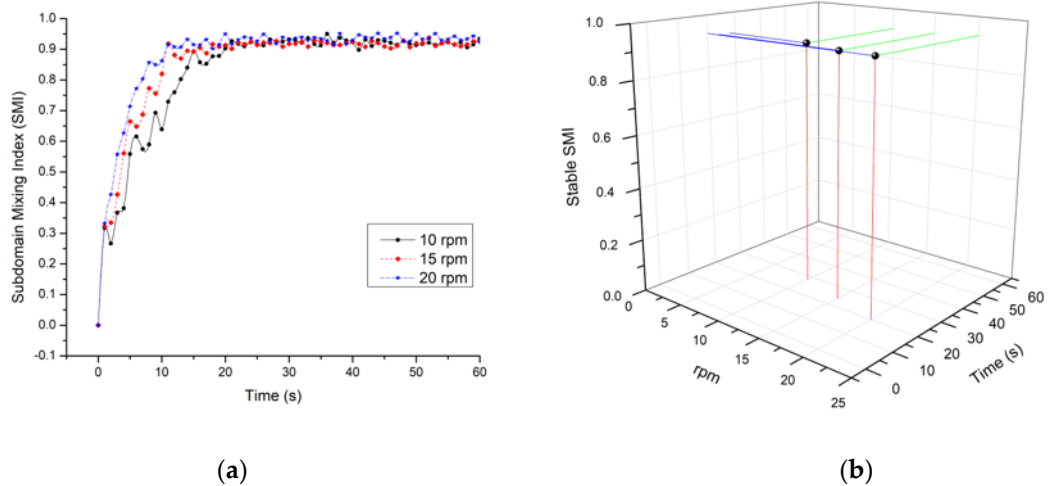 1.0
0.9
0.8
0.7
0.6
0.5
0.4
0.3
0.2
0.1
0.0
-0.1
Subdomain Mixing Index (SMI)
0 10 20 30 40 50 60
Time (s)
10 rpm
15 rpm
20 rpm
(a)
1.0
0.8
0.6
0.4
0.2
0.0
Stable SMI
0 5 10 15 20 25
rpm
0 10 20 30 40 50 60
Time (s)
(b)